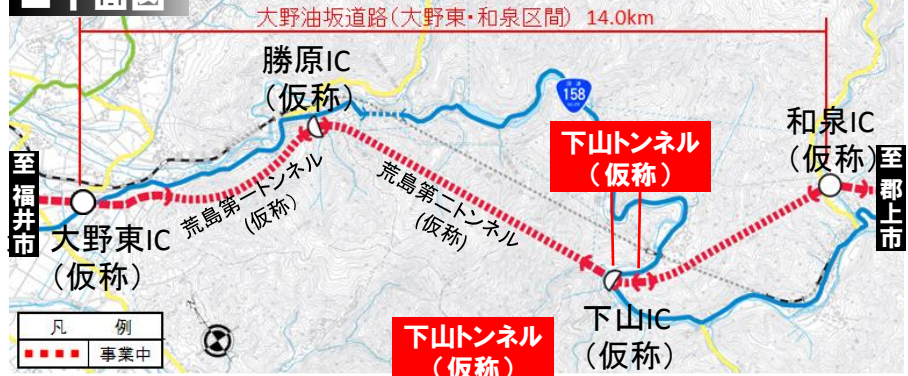 平面図
大野油坂道路(大野東・和泉区間) 14.0km
勝原IC
(仮称)
158
下山トンネル
(仮称)
和泉IC
(仮称)
至
福
井
市
至
郡
上
市
大野東IC
(仮称)
荒島第一トンネル
(仮称)
荒島第二トンネル
(仮称)
下山IC
(仮称)
凡 例
事業中
下山トンネル
(仮称)